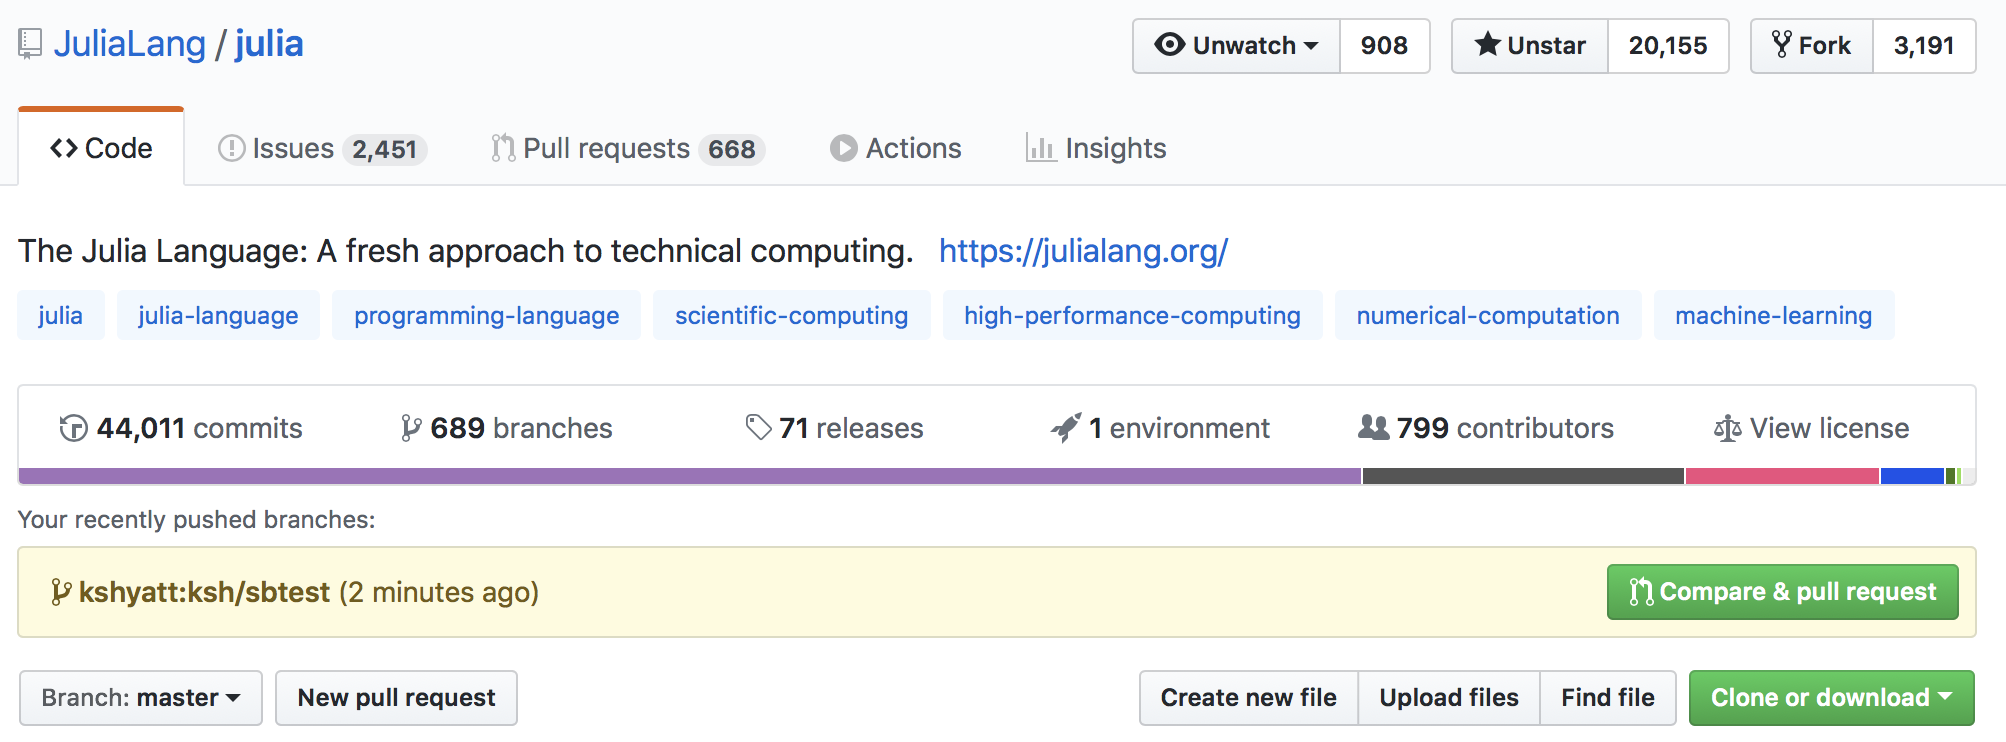 JuliaLang / julia
Unwatch 908 Unstar 20,155 Fork 3,191
Code Issues 2,451 Pull requests 668 Actions Insights
The Julia Language: A fresh approach to technical computing. https://julialang.org/
julia julia-language programming-language scientific-computing high-performance-computing numerical-computation machine-learning
44,011 commits 689 branches 71 releases 1 environment 799 contributors View license
Your recently pushed branches:
kshyatt:ksh/sbtest (2 minutes ago) Compare & pull request
Branch: master New pull request Create new file Upload files Find file Clone or download